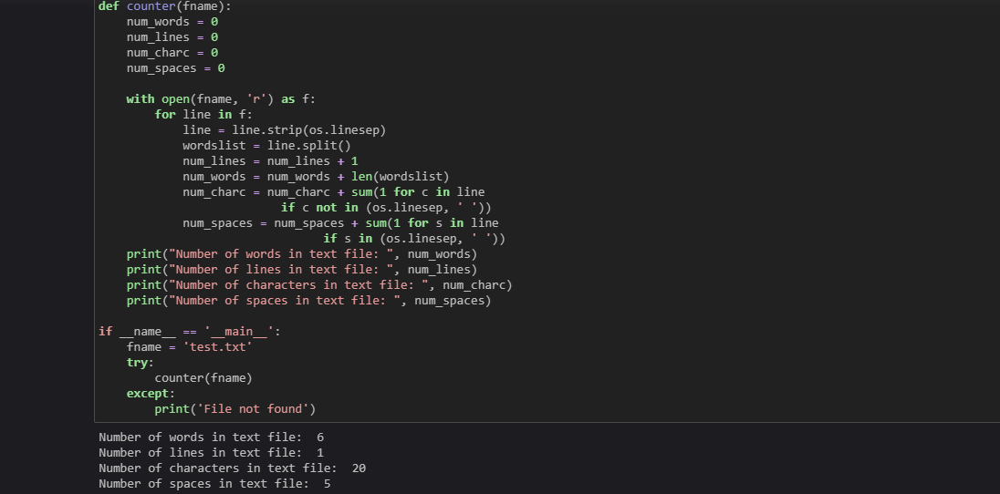 def counter(fname):
    num_words = 0
    num_lines = 0
    num_charc = 0
    num_spaces = 0

    with open(fname, 'r') as f:
        for line in f:
            line = line.strip(os.linesep)
            wordslist = line.split()
            num_lines = num_lines + 1
            num_words = num_words + len(wordslist)
            num_charc = num_charc + sum(1 for c in line
                          if c not in (os.linesep, ' '))
            num_spaces = num_spaces + sum(1 for s in line
                                if s in (os.linesep, ' '))
    print("Number of words in text file: ", num_words)
    print("Number of lines in text file: ", num_lines)
    print("Number of characters in text file: ", num_charc)
    print("Number of spaces in text file: ", num_spaces)

if __name__ == '__main__':
    fname = 'test.txt'
    try:
        counter(fname)
    except:
        print('File not found')
Number of words in text file:  6
Number of lines in text file:  1
Number of characters in text file:  20
Number of spaces in text file:  5